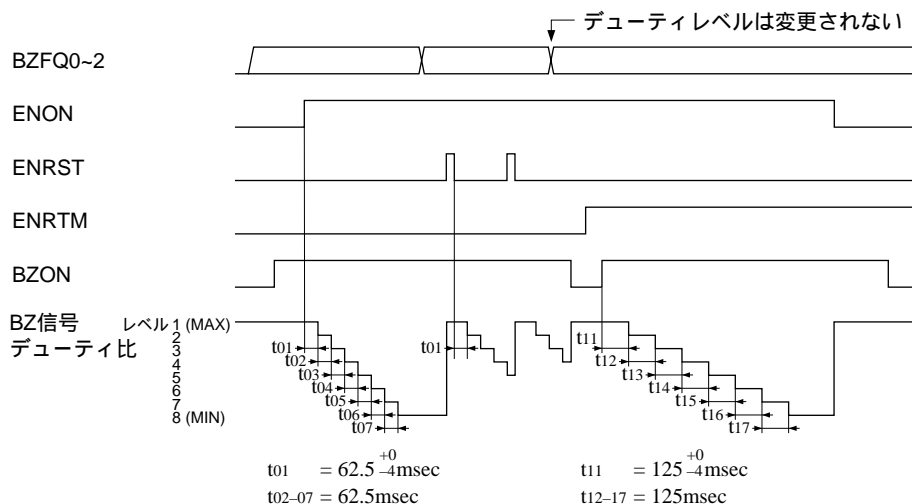 デューティレベルは変更されない
BZFQ0~2
ENON
ENRST
ENRTM
BZON
BZ信号
デューティ比
レベル 1 (MAX)
2
3
4
5
6
7
8 (MIN)
t01
t02
t03
t04
t05
t06
t07
t01
t11
t12
t13
t14
t15
t16
t17
t01 = 62.5 +0 –4 msec
t02–07 = 62.5msec
t11 = 125 +0 –4 msec
t12–17 = 125msec